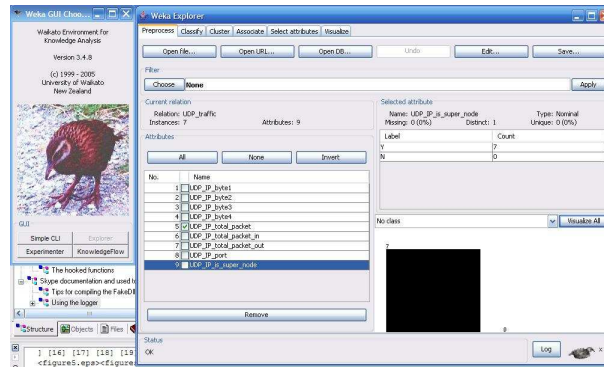 Weka GUI Choo...
Waikato Environment for
Knowledge Analysis
Version 3.4.8
(c) 1999 - 2005
University of Waikato
New Zealand
GUI
Simple CLI
Explorer
Experimenter
KnowledgeFlow
The hooked functions
Skype documentation and used to
Tips for compiling the FakeDll
Using the logger
Structure
Objects
Files
] [16] [17] [18] [19]
<figure5.eps><figure
Weka Explorer
Preprocess
Classify
Cluster
Associate
Select attributes
Visualize
Open file...
Open URL...
Open DB...
Undo
Edit...
Save...
Filter
Choose
None
Apply
Current relation
Relation: UDP_traffic
Instances: 7
Attributes: 9
Attributes
All
None
Invert
No.
Name
1 UDP_IP_byte1
2 UDP_IP_byte2
3 UDP_IP_byte3
4 UDP_IP_byte4
5 UDP_IP_total_packet
6 UDP_IP_total_packet_in
7 UDP_IP_total_packet_out
8 UDP_IP_port
9 UDP_IP_is_super_node
Remove
Selected attribute
Name: UDP_IP_is_super_node
Type: Nominal
Missing: 0 (0%)
Distinct: 1
Unique: 0 (0%)
Label
Count
Y
7
N
0
No class
Visualize All
7
0
Status
OK
Log
x